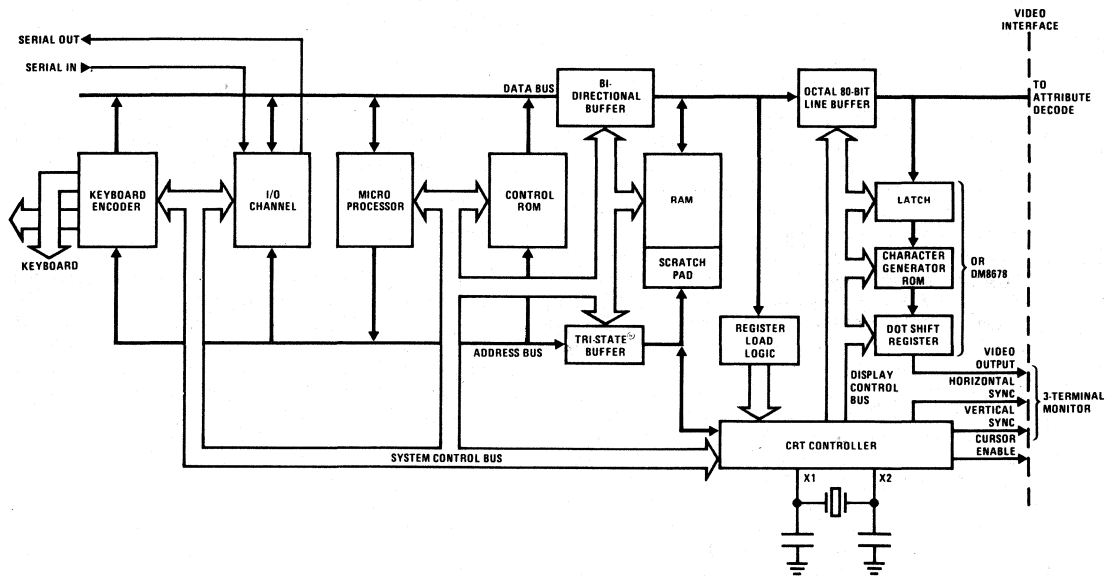 VIDEO
INTERFACE
SERIAL OUT
SERIAL IN
DATA BUS
BI-
DIRECTIONAL
BUFFER
OCTAL 80-BIT
LINE BUFFER
TO
ATTRIBUTE
DECODE
KEYBOARD
ENCODER
I/O
CHANNEL
MICRO
PROCESSOR
CONTROL
ROM
RAM
SCRATCH
PAD
LATCH
CHARACTER
GENERATOR
ROM
DOT SHIFT
REGISTER
OR
DM8678
KEYBOARD
ADDRESS BUS
TRI-STATE®
BUFFER
REGISTER
LOAD
LOGIC
DISPLAY
CONTROL
BUS
VIDEO
OUTPUT
HORIZONTAL
SYNC
VERTICAL
SYNC
CURSOR
ENABLE
3-TERMINAL
MONITOR
SYSTEM CONTROL BUS
CRT CONTROLLER
X1
X2